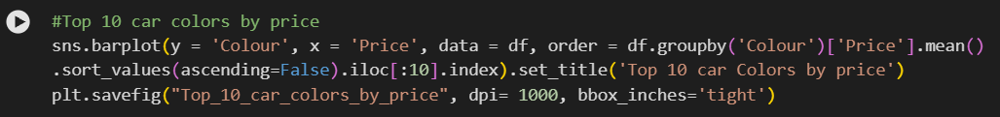 #Top 10 car colors by price
sns.barplot(y = 'Colour', x = 'Price', data = df, order = df.groupby('Colour')['Price'].mean()
.sort_values(ascending=False).iloc[:10].index).set_title('Top 10 car Colors by price')
plt.savefig("Top_10_car_colors_by_price", dpi= 1000, bbox_inches='tight')